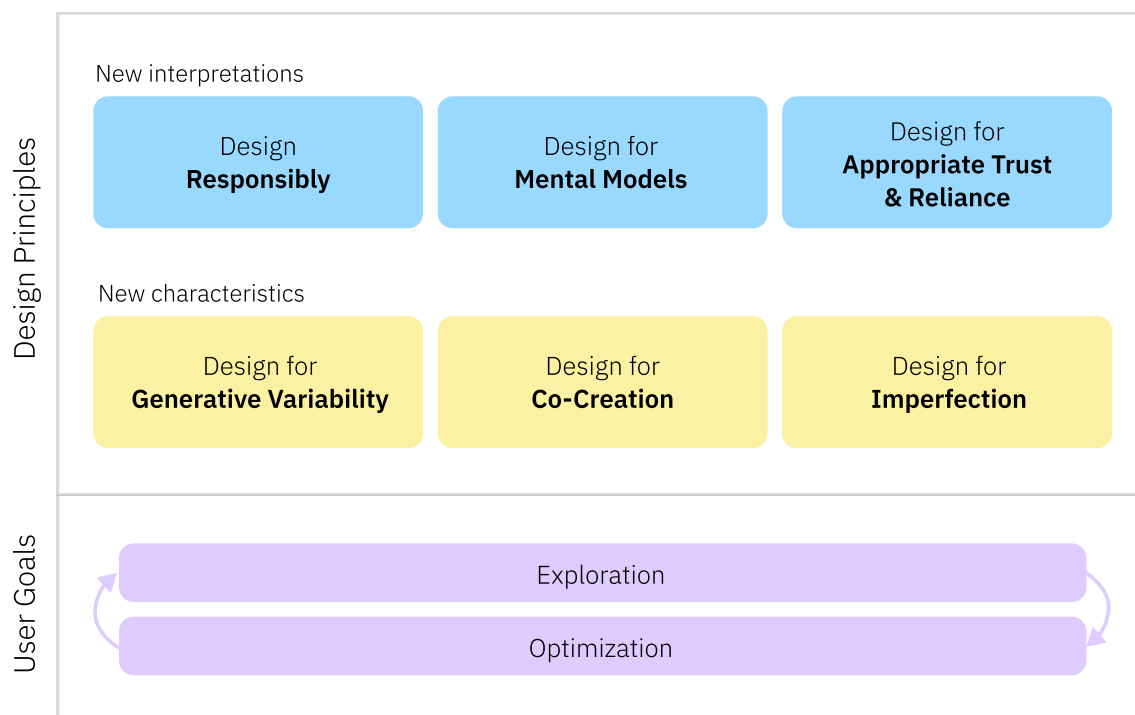 Design Principles
New interpretations
Design
Responsibly
Design for
Mental Models
Design for
Appropriate Trust
& Reliance
New characteristics
Design for
Generative Variability
Design for
Co-Creation
Design for
Imperfection
User Goals
Exploration
Optimization